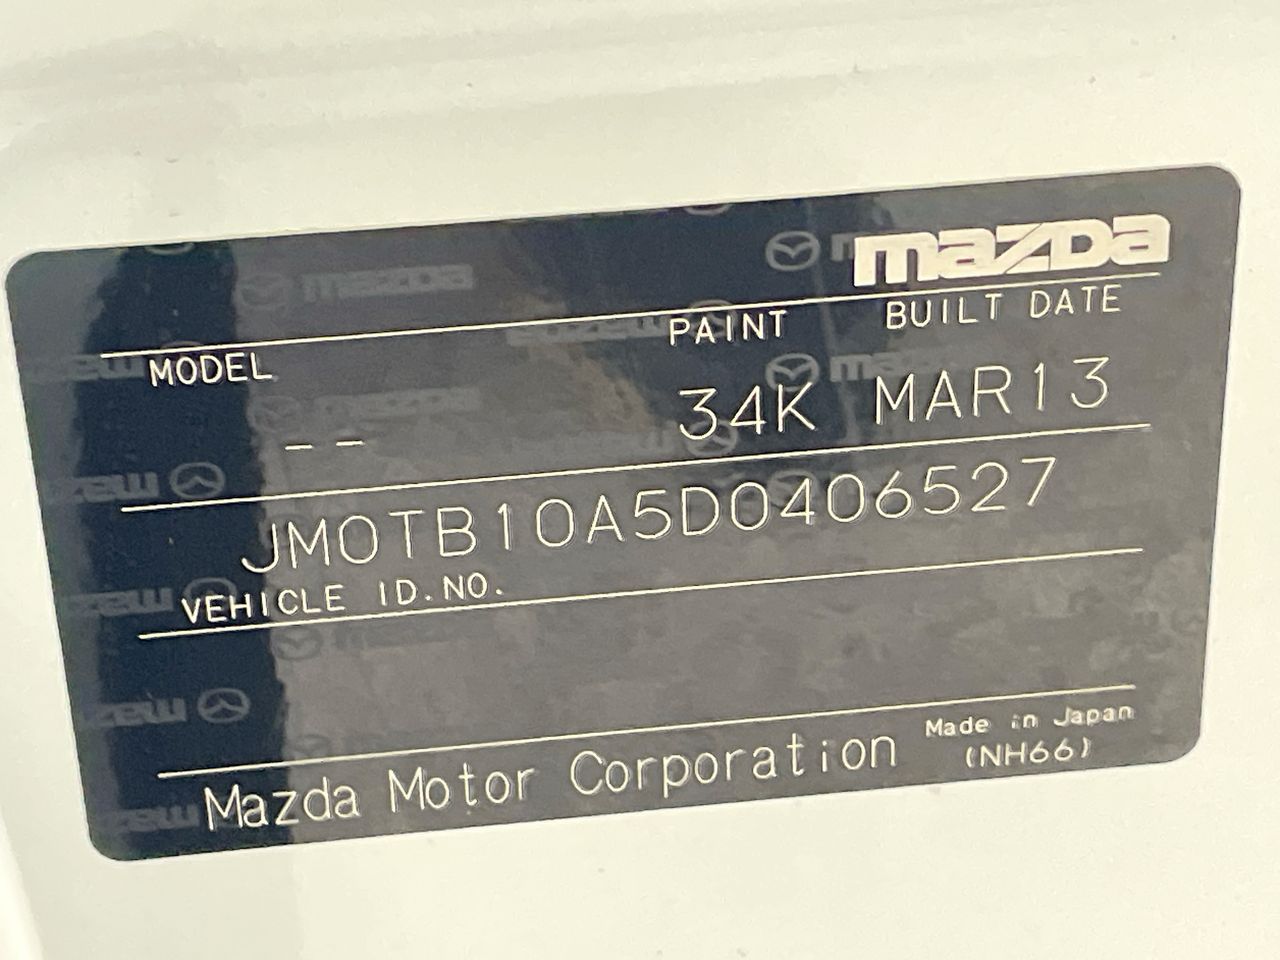 mazda
MODEL PAINT BUILT DATE
-- 34K MAR13
JM0TB10A5D0406527
VEHICLE ID.NO.
Mazda Motor Corporation Made in Japan
(NH66)